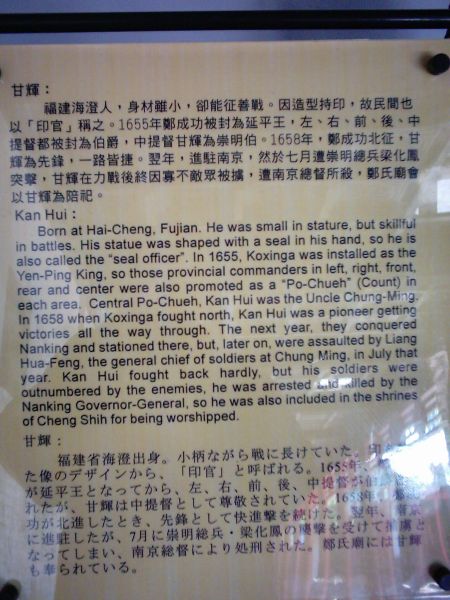 甘輝：
福建海澄人，身材雖小，卻能征善戰。因造型持印，故民間也
以「印官」稱之。1655年鄭成功被封為延平王，左、右、前、後、中
提督都被封為伯爵，中提督甘輝為崇明伯。1658年，鄭成功北征，甘
輝為先鋒，一路皆捷。翌年，進駐南京，然於七月遭崇明總兵梁化鳳
突擊，甘輝在力戰後終因寡不敵眾被擄，遭南京總督所殺，鄭氏廟會
以甘輝為陪祀。
Kan Hui：
Born at Hai-Cheng, Fujian. He was small in stature, but skillful
in battles. His statue was shaped with a seal in his hand, so he is
also called the “seal officer”. In 1655, Koxinga was installed as the
Yen-Ping King, so those provincial commanders in left, right, front,
rear and center were also promoted as a “Po-Chueh” (Count) in
each area. Central Po-Chueh, Kan Hui was the Uncle Chung-Ming.
In 1658 when Koxinga fought north, Kan Hui was a pioneer getting
victories all the way through. The next year, they conquered
Nanking and stationed there, but, later on, were assaulted by Liang
Hua-Feng, the general chief of soldiers at Chung Ming, in July that
year. Kan Hui fought back hardly, but his soldiers were
outnumbered by the enemies, he was arrested and killed by the
Nanking Governor-General, so he was also included in the shrines
of Cheng Shih for being worshipped.
甘輝：
福建省海澄出身。小柄ながら戦に長けていた。印を
た像のデザインから、「印官」と呼ばれる。1655年、
が延平王となってから、左、右、前、後、中提督が伯爵
れたが、甘輝は中提督として尊敬されていた。1658年、鄭成
功が北進したとき、先鋒として快進撃を続けた。翌年、南京
に進駐したが、7月に崇明総兵・梁化鳳の襲撃を受けて捕虜と
なってしまい、南京総督により処刑された。鄭氏廟には甘輝
も奉られている。